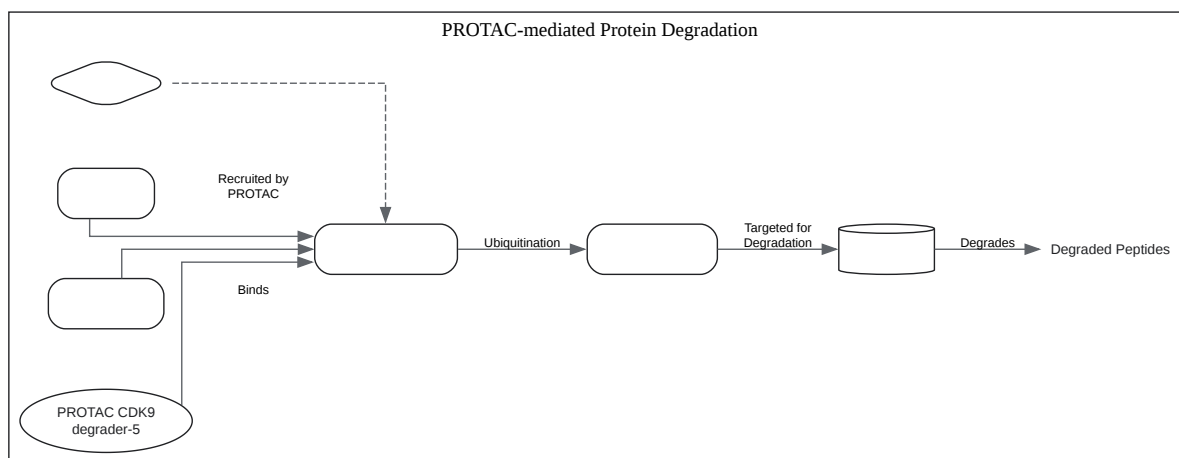 PROTAC-mediated Protein Degradation
Recruited by
PROTAC
Ubiquitination
Targeted for
Degradation
Degrades
Degraded Peptides
Binds
PROTAC CDK9
degrader-5